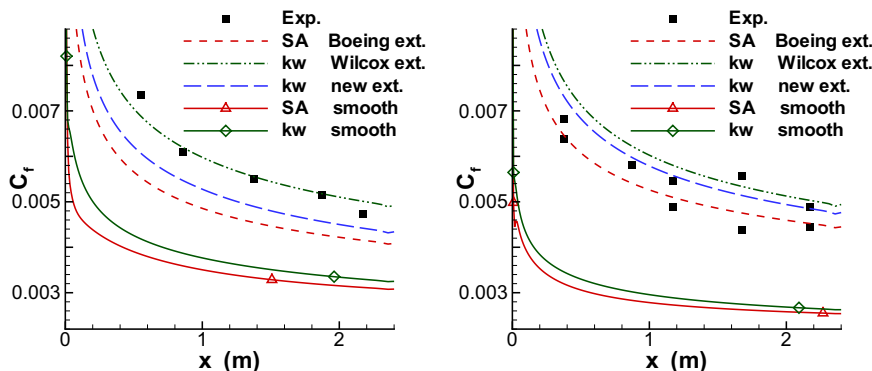 Exp.
SA Boeing ext.
kw Wilcox ext.
kw new ext.
SA smooth
kw smooth
0.007
0.005
0.003
C_f
0 1 2
x (m)
Exp.
SA Boeing ext.
kw Wilcox ext.
kw new ext.
SA smooth
kw smooth
0.007
0.005
0.003
C_f
0 1 2
x (m)